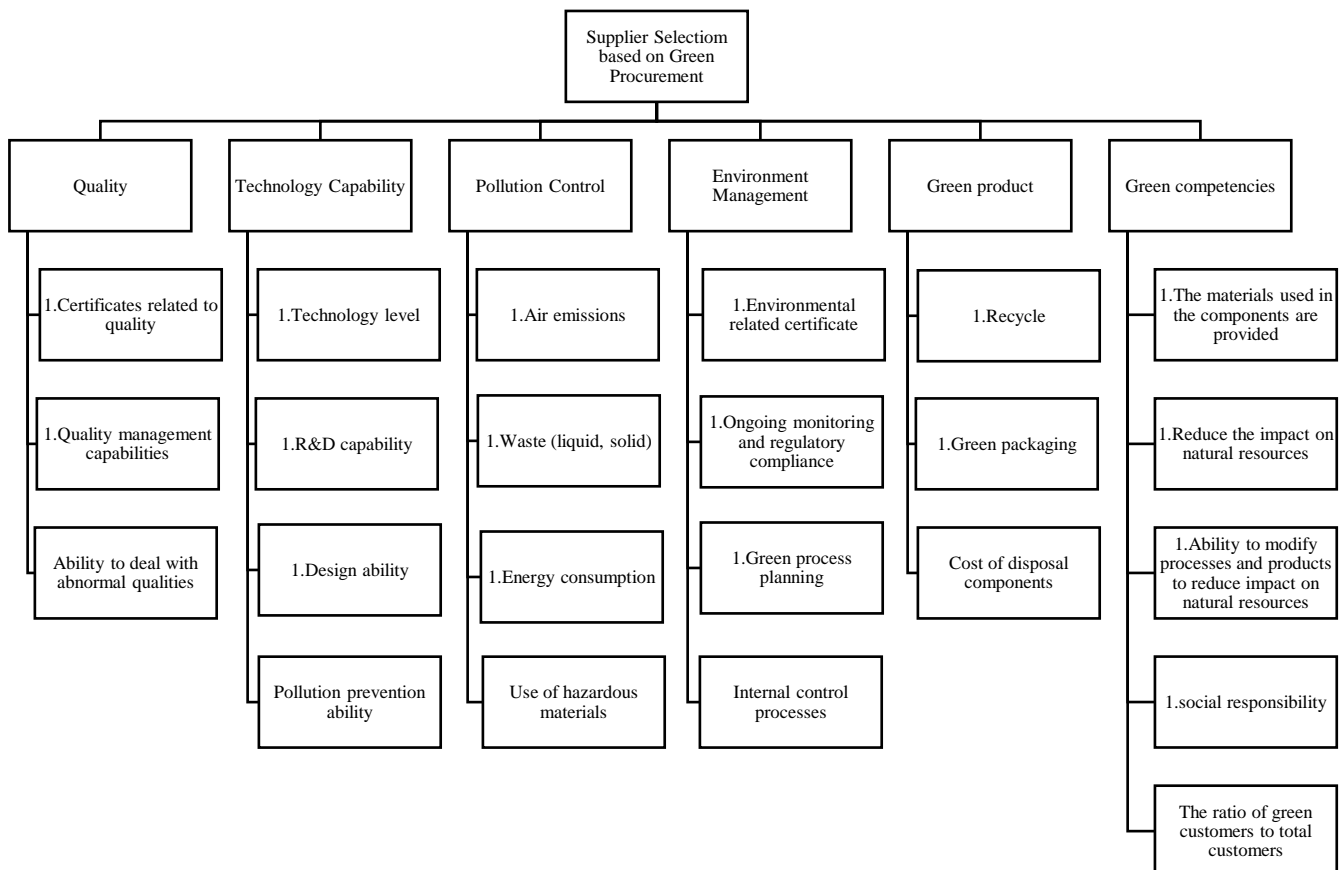 Supplier Selectiom
based on Green
Procurement
Quality
Technology Capability
Pollution Control
Environment
Management
Green product
Green competencies
1.Certificates related to
quality
1.Quality management
capabilities
Ability to deal with
abnormal qualities
1.Technology level
1.R&D capability
1.Design ability
Pollution prevention
ability
1.Air emissions
1.Waste (liquid, solid)
1.Energy consumption
Use of hazardous
materials
1.Environmental
related certificate
1.Ongoing monitoring
and regulatory
compliance
1.Green process
planning
Internal control
processes
1.Recycle
1.Green packaging
Cost of disposal
components
1.The materials used in
the components are
provided
1.Reduce the impact on
natural resources
1.Ability to modify
processes and products
to reduce impact on
natural resources
1.social responsibility
The ratio of green
customers to total
customers